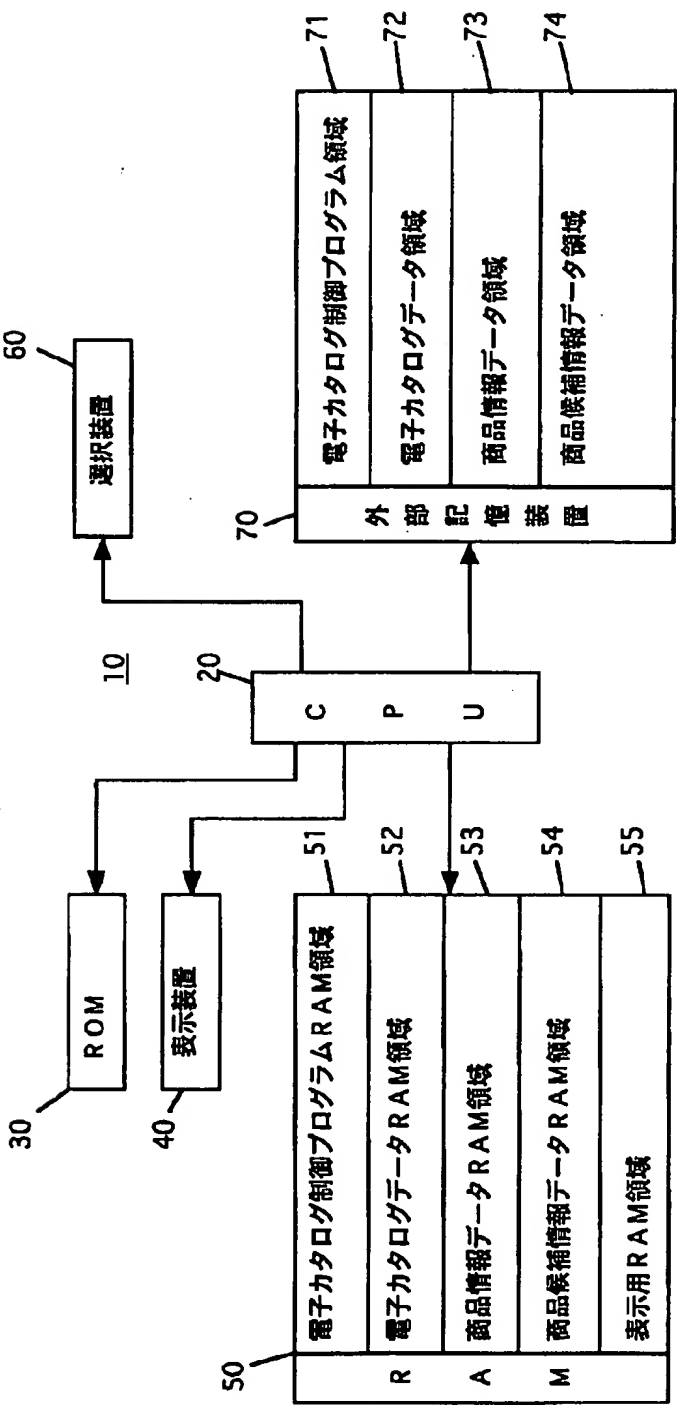 30
ROM
40
表示装置
10
60
選択装置
20
CPU
50
RAM
電子カタログ制御プログラムRAM領域
51
電子カタログデータRAM領域
52
商品情報データRAM領域
53
商品候補情報データRAM領域
54
表示用RAM領域
55
70
外部記憶装置
電子カタログ制御プログラム領域
71
電子カタログデータ領域
72
商品情報データ領域
73
商品候補情報データ領域
74